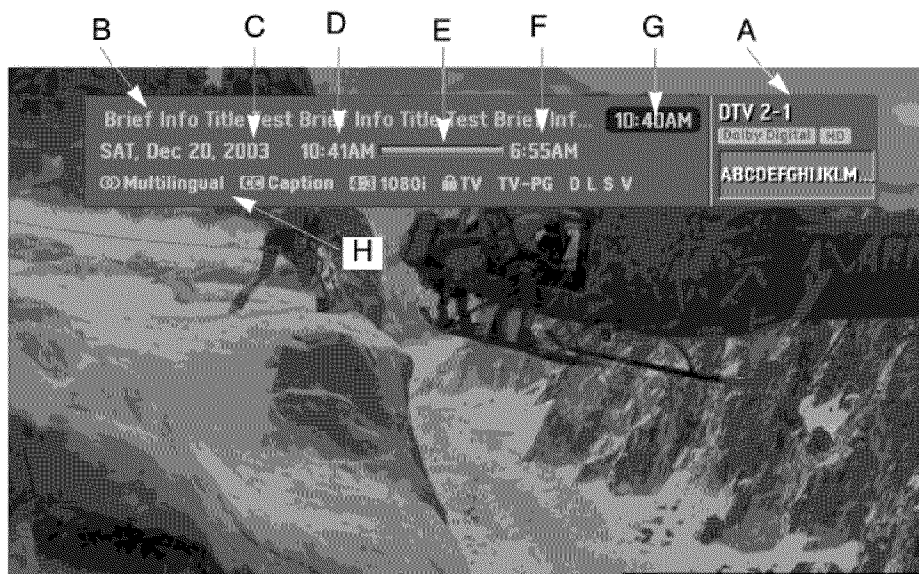 B C D E F G A
Brief Info Title Test Brief Info Title Test Brief Inf... 10:40AM
DTV 2-1
Dolby Digital HD
SAT, Dec 20, 2003 10:41AM 6:55AM
Multilingual CC Caption 1080i TV TV-PG D L S V
ABCDEFGHIJKLM...
H